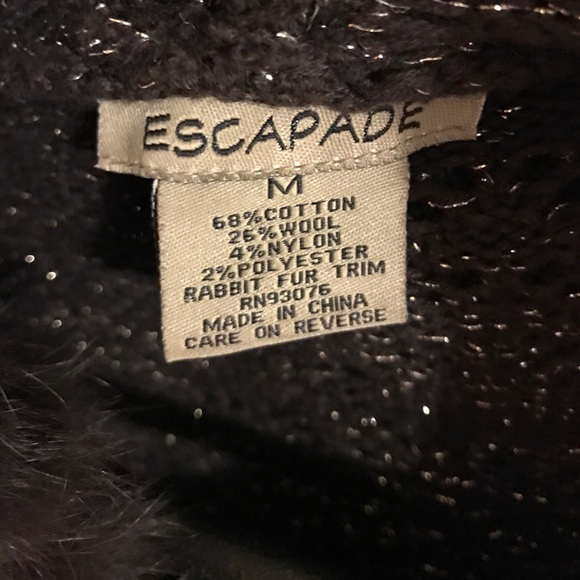 ESCAPADE
M
68%COTTON
26%WOOL
4%NYLON
2%POLYESTER
RABBIT FUR TRIM
RN93076
MADE IN CHINA
CARE ON REVERSE